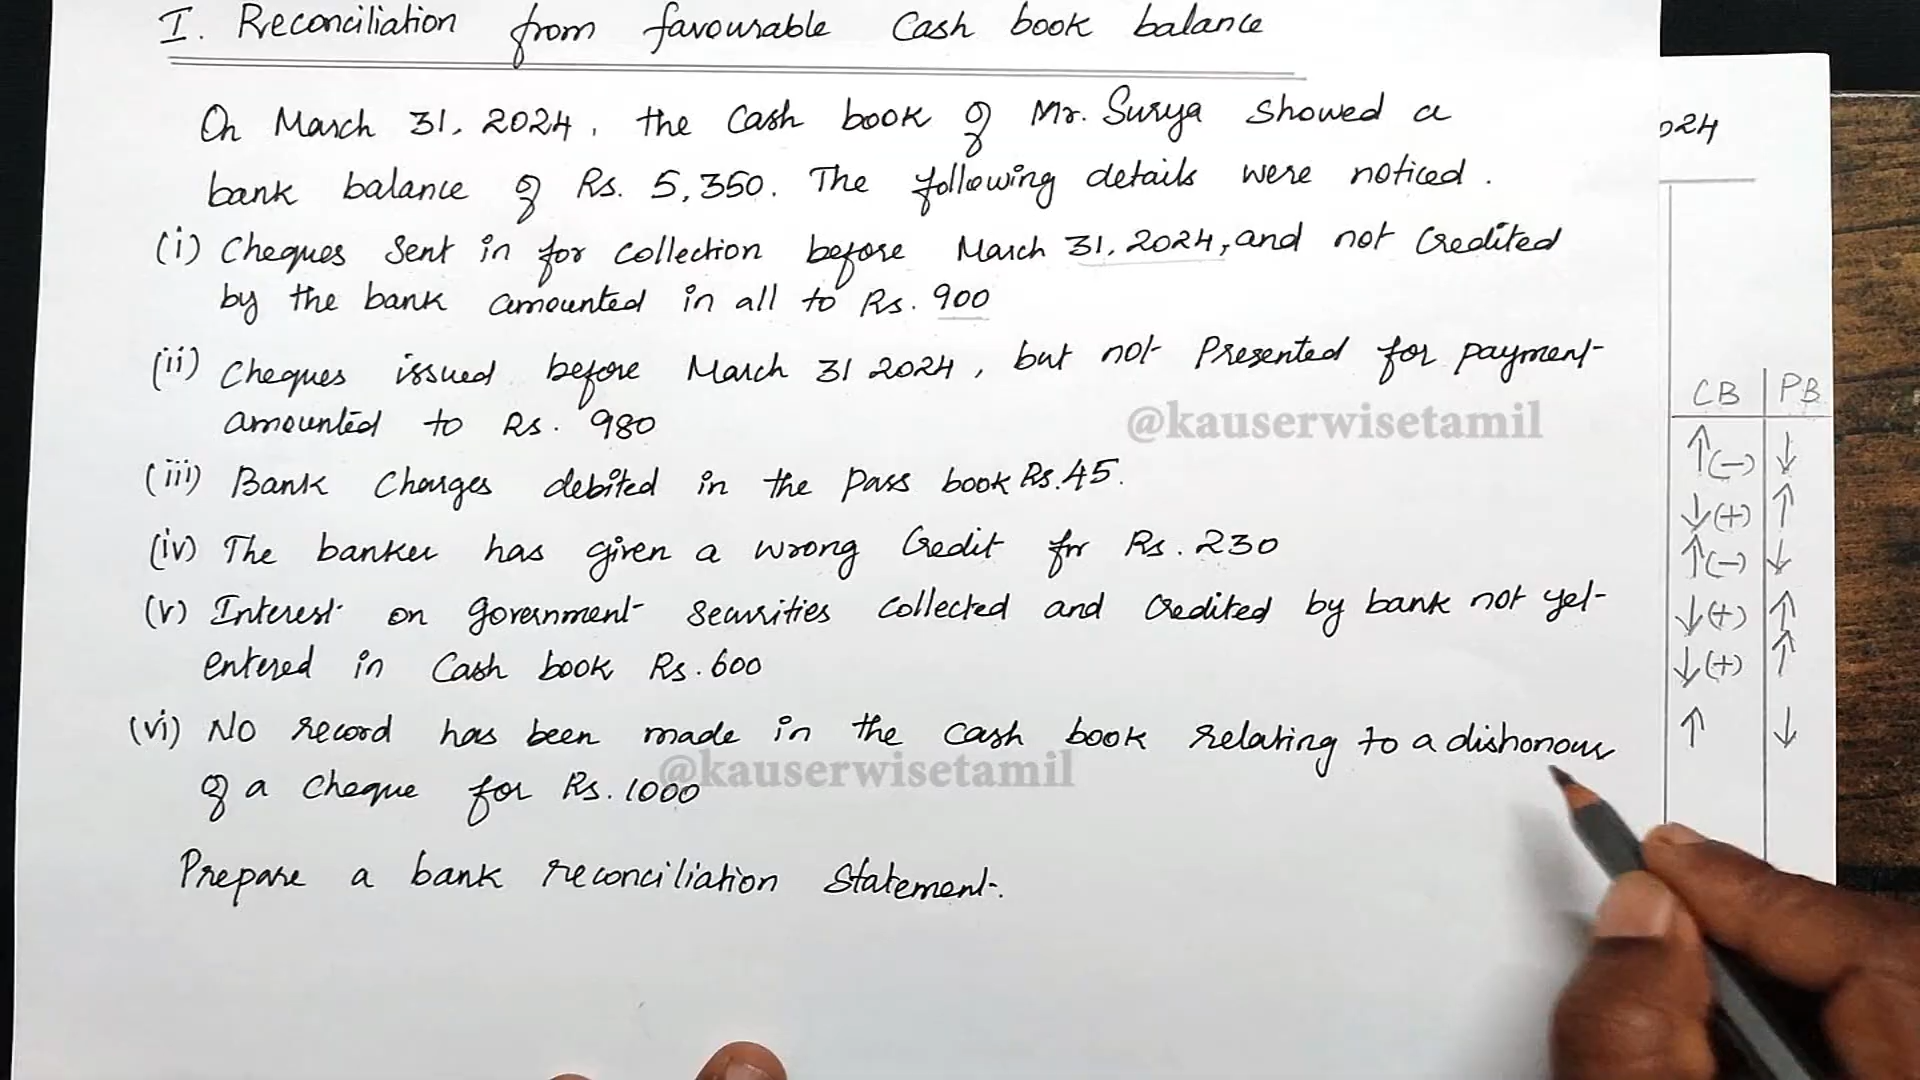 I. Reconciliation from favourable Cash book balance
On March 31, 2024, the Cash book of Mr. Surya showed a
bank balance of Rs. 5,350. The following details were noticed.
(i) Cheques sent in for collection before March 31, 2024, and not credited
by the bank amounted in all to Rs. 900
(ii) Cheques issued before March 31 2024, but not presented for payment
amounted to Rs. 980
(iii) Bank Charges debited in the pass book Rs. 45.
(iv) The banker has given a wrong Credit for Rs. 230
(v) Interest on government securities collected and credited by bank not yet
entered in Cash book Rs. 600
(vi) No record has been made in the Cash book relating to a dishonour
of a cheque for Rs. 1000
Prepare a bank reconciliation statement.
@kauserwisetamil
@kauserwisetamil
024
CB PB
↑(-) ↓
↓(+) ↑
↑(-) ↓
↓(+) ↑
↓(+) ↑
↑ ↓